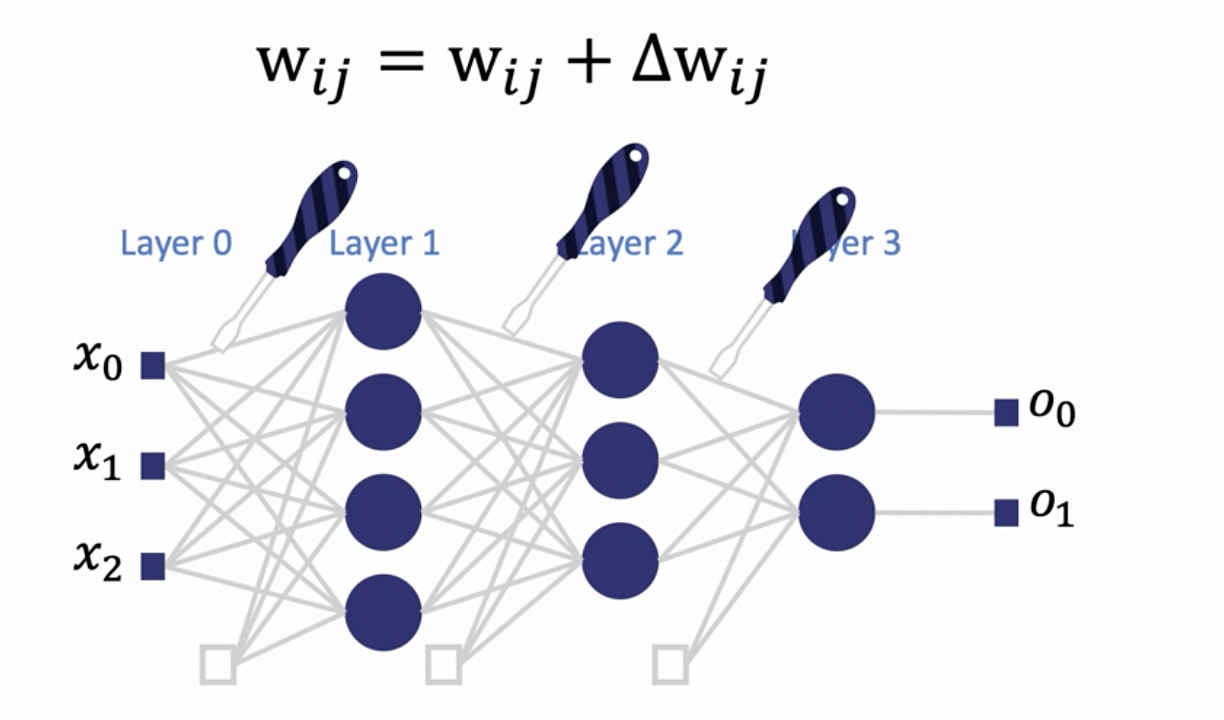 wᵢⱼ = wᵢⱼ + Δwᵢⱼ
Layer 0 Layer 1 Layer 2 Layer 3
x₀
x₁
x₂
o₀
o₁